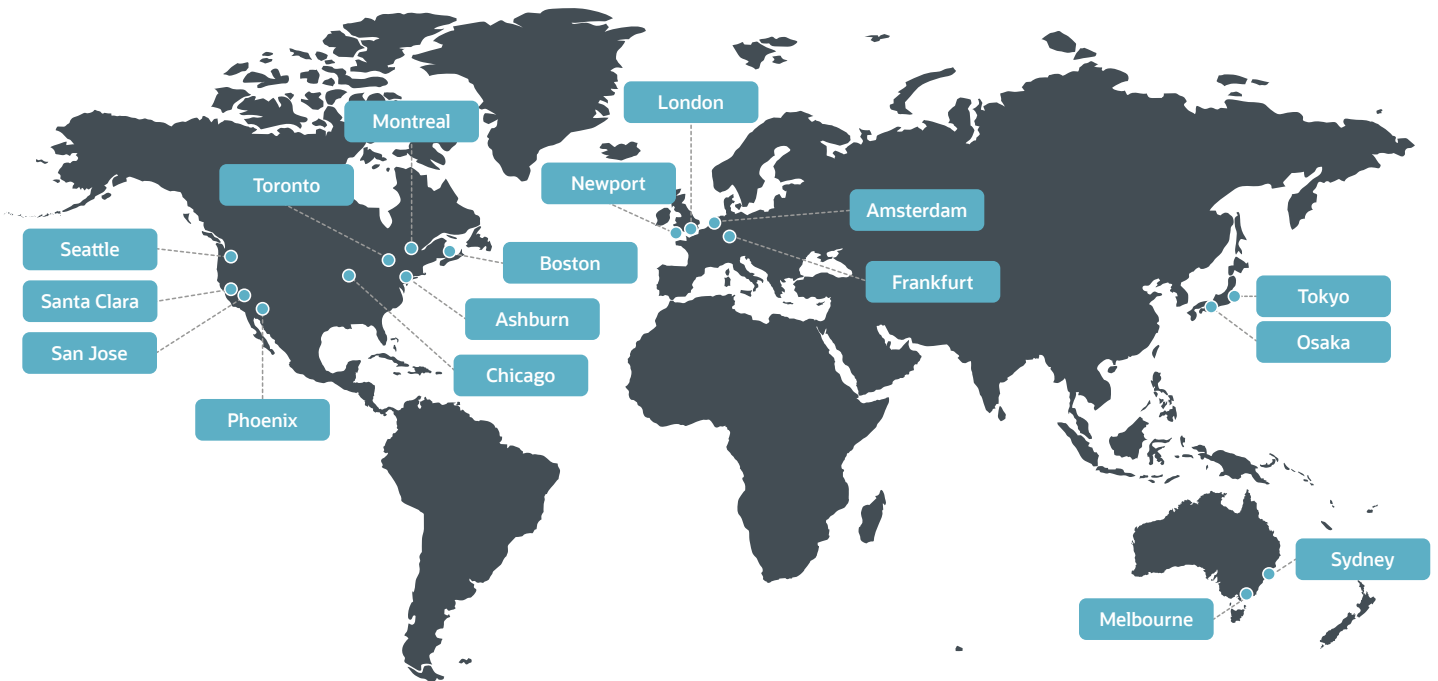 London
Montreal
Newport
Toronto
Amsterdam
Seattle
Boston
Frankfurt
Santa Clara
Tokyo
Ashburn
Osaka
San Jose
Chicago
Phoenix
Sydney
Melbourne